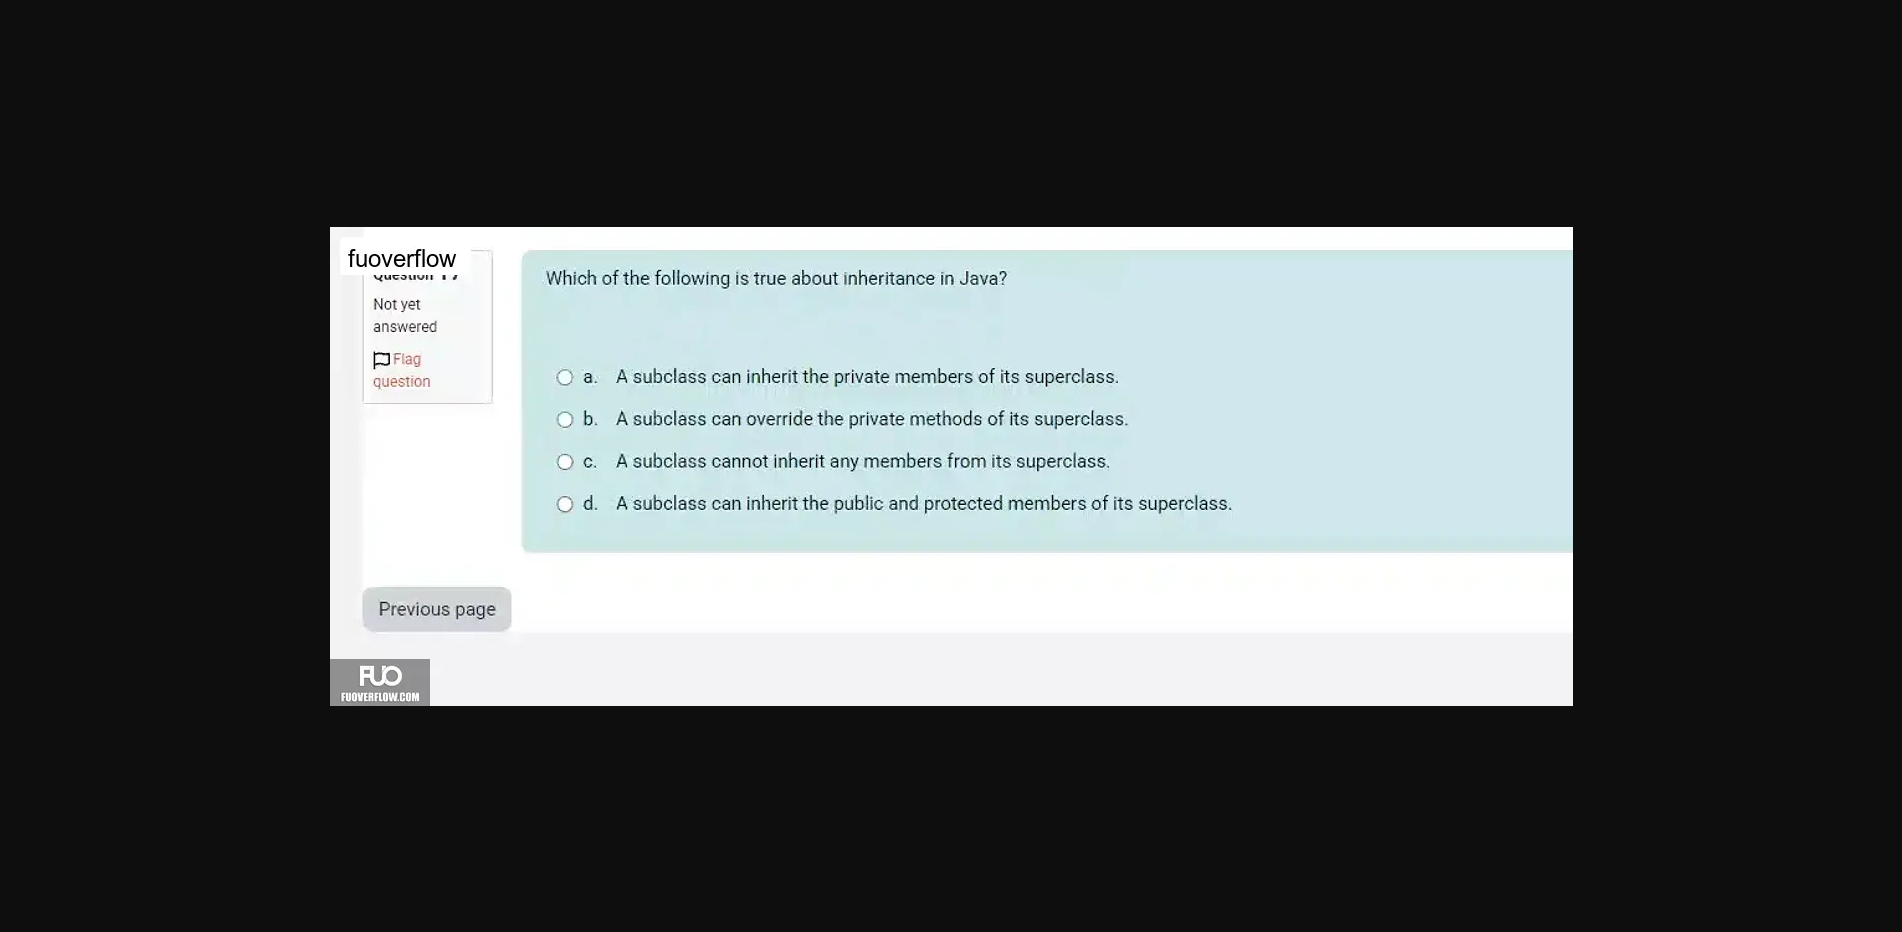 fuoverflow
Question
Not yet
answered
Flag
question
Which of the following is true about inheritance in Java?
a. A subclass can inherit the private members of its superclass.
b. A subclass can override the private methods of its superclass.
c. A subclass cannot inherit any members from its superclass.
d. A subclass can inherit the public and protected members of its superclass.
Previous page
FUO
FUOVERFLOW.COM